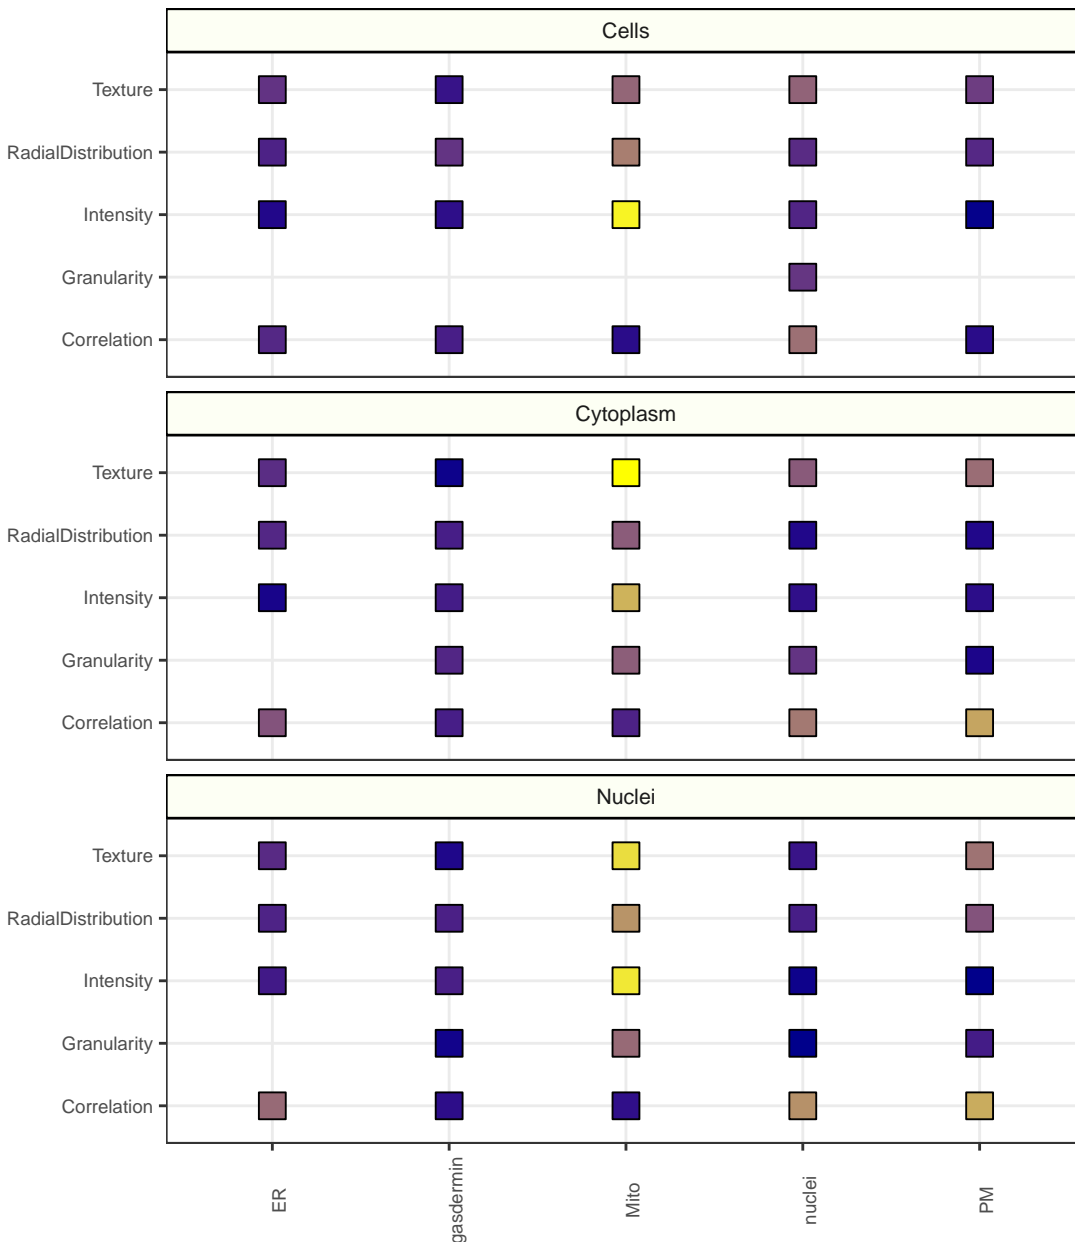 Cells
Texture
RadialDistribution
Intensity
Granularity
Correlation
Cytoplasm
Texture
RadialDistribution
Intensity
Granularity
Correlation
Nuclei
Texture
RadialDistribution
Intensity
Granularity
Correlation
ER
gasdermin
Mito
nuclei
PM